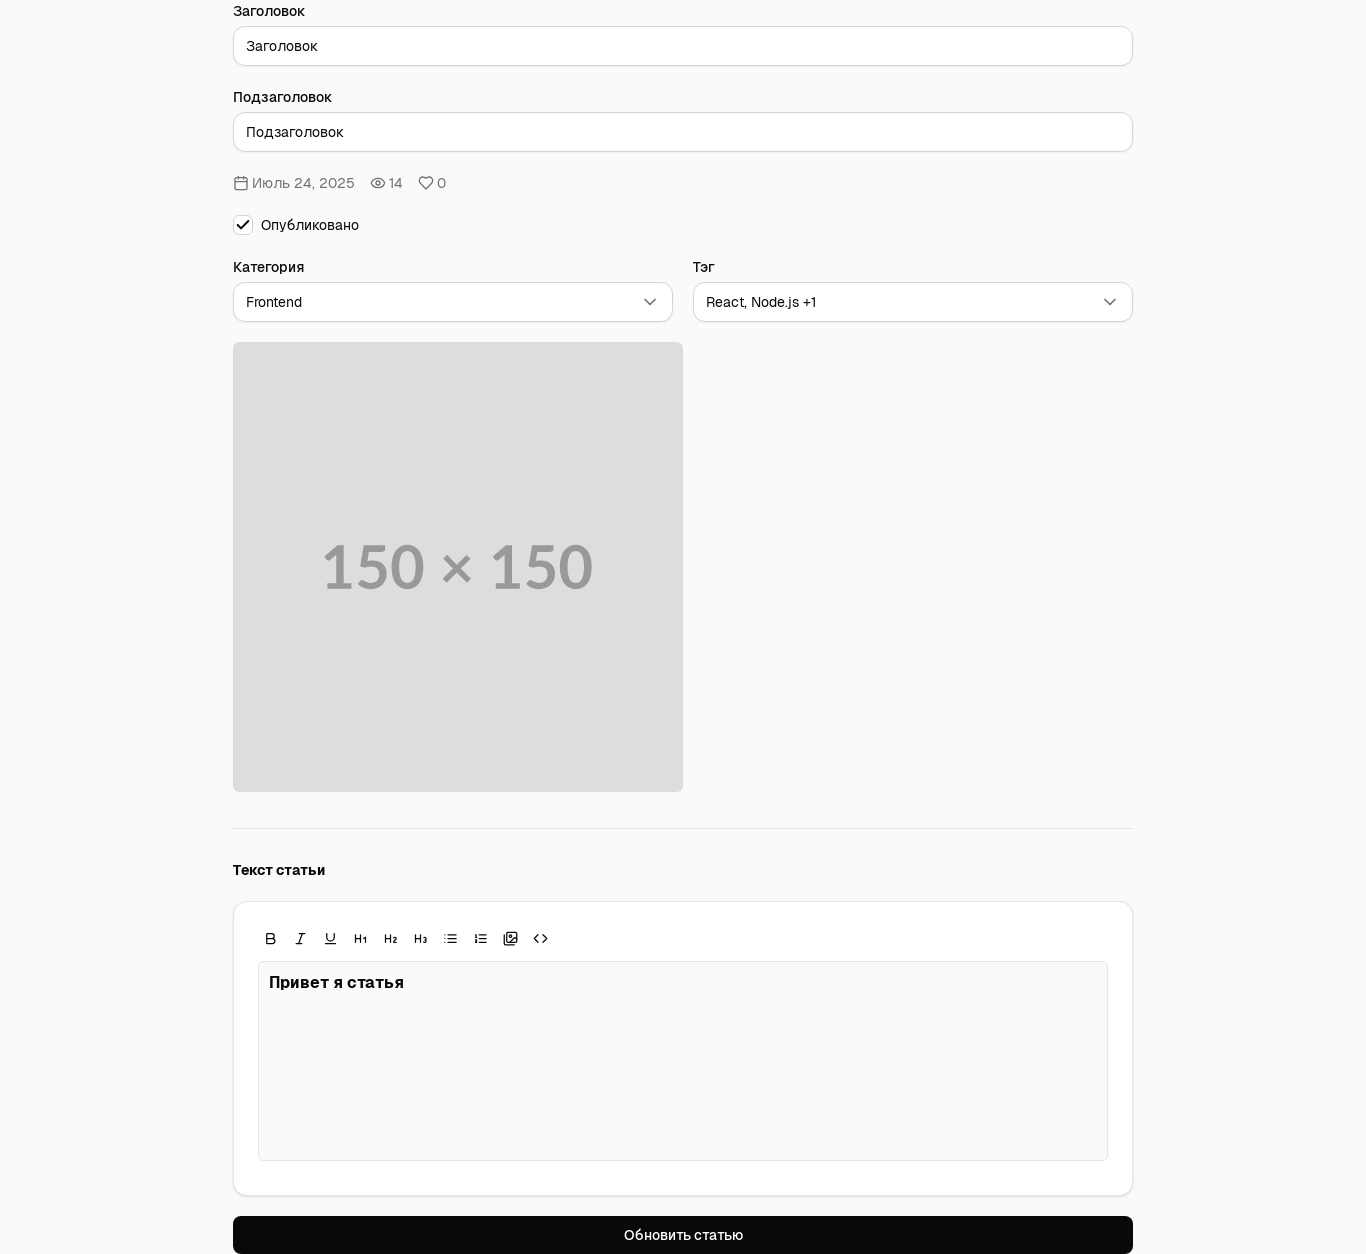 Заголовок
Заголовок
Подзаголовок
Подзаголовок
Июль 24, 2025 14 0
Опубликовано
Категория Тэг
Frontend React, Node.js +1
150 × 150
Текст статьи
B I U H1 H2 H3
Привет я статья
Обновить статью